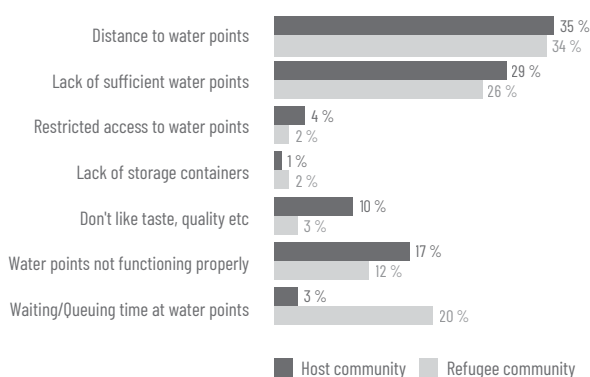 Distance to water points
35 %
34 %
Lack of sufficient water points
29 %
26 %
Restricted access to water points
4 %
2 %
Lack of storage containers
1 %
2 %
Don't like taste, quality etc
10 %
3 %
Water points not functioning properly
17 %
12 %
Waiting/Queuing time at water points
3 %
20 %
Host community
Refugee community